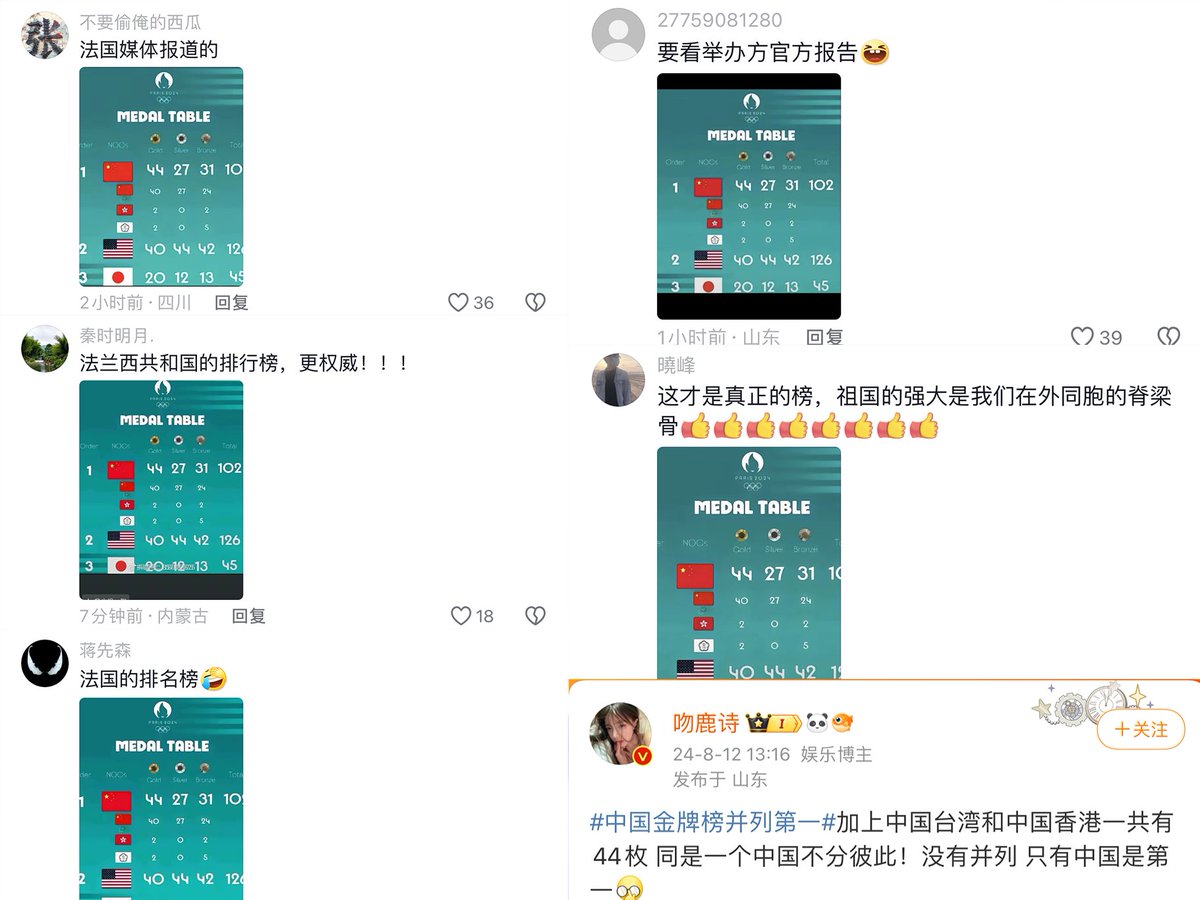 不要偷俺的西瓜
法国媒体报道的
PARIS 2024
MEDAL TABLE
NOCs Gold Silver Bronze
1 44 27 31 10
40 27 24
2 0 2
2 0 5
2 40 44 42 126
3 20 12 13 45
2小时前 · 四川 回复 36
秦时明月.
法兰西共和国的排行榜，更权威！！！
PARIS 2024
MEDAL TABLE
Order NOCs Gold Silver Bronze Total
1 44 27 31 102
40 27 24
2 0 2
2 0 5
2 40 44 42 126
3 20 12 13 45
7分钟前 · 内蒙古 回复 18
蒋先森
法国的排名榜🤣
PARIS 2024
MEDAL TABLE
NOCs Gold Silver Bronze
1 44 27 31 102
40 27 24
2 0 2
2 0 5
2 40 44 42 126
27759081280
要看举办方官方报告😆
PARIS 2024
MEDAL TABLE
Order NOCs Gold Silver Bronze Total
1 44 27 31 102
40 27 24
2 0 2
2 0 5
2 40 44 42 126
3 20 12 13 45
1小时前 · 山东 回复 39
曉峰
这才是真正的榜，祖国的强大是我们在外同胞的脊梁
骨👍👍👍👍👍👍👍👍
PARIS 2024
MEDAL TABLE
NOCs Gold Silver Bronze
44 27 31 10
40 27 24
2 0 2
2 0 5
40 44 42
吻鹿诗 I
24-8-12 13:16 娱乐博主
发布于 山东
+关注
#中国金牌榜并列第一#加上中国台湾和中国香港一共有
44枚 同是一个中国不分彼此！没有并列 只有中国是第
一